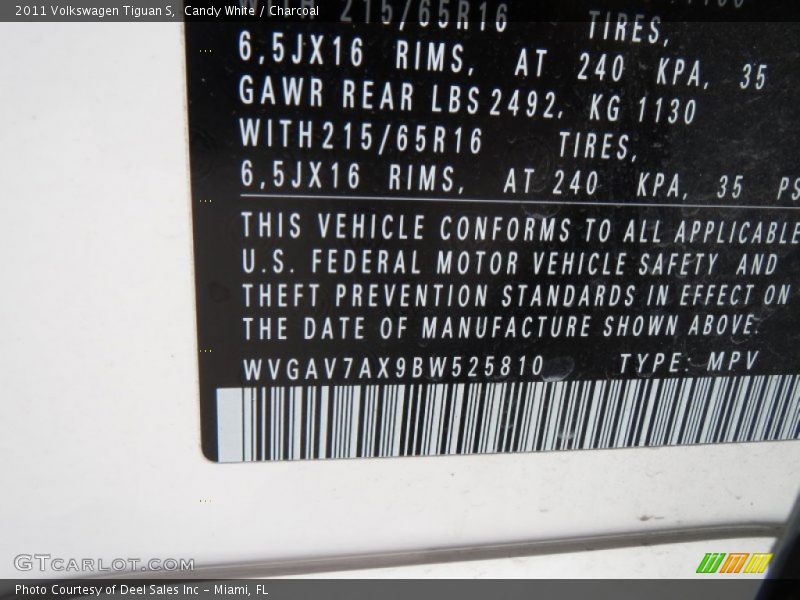 2011 Volkswagen Tiguan S, Candy White / Charcoal
215/65R16 TIRES,
6,5JX16 RIMS, AT 240 KPA, 35
GAWR REAR LBS 2492, KG 1130
WITH 215/65R16 TIRES,
6,5JX16 RIMS, AT 240 KPA, 35 PS
THIS VEHICLE CONFORMS TO ALL APPLICABLE
U.S. FEDERAL MOTOR VEHICLE SAFETY AND
THEFT PREVENTION STANDARDS IN EFFECT ON
THE DATE OF MANUFACTURE SHOWN ABOVE.
WVGAV7AX9BW525810 TYPE: MPV
GTCARLOT.COM
Photo Courtesy of Deel Sales Inc - Miami, FL